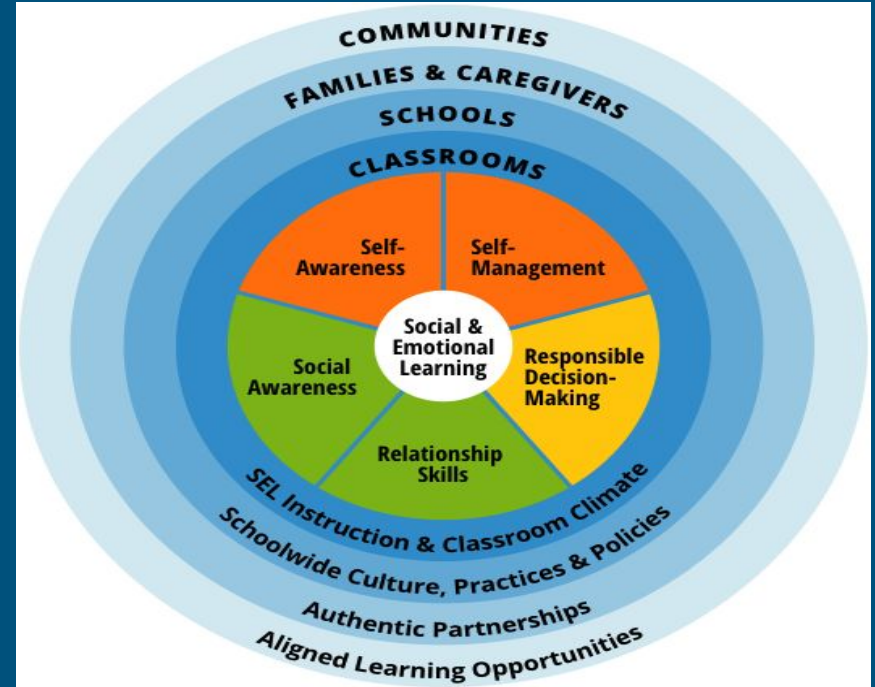 COMMUNITIES
FAMILIES & CAREGIVERS
SCHOOLS
CLASSROOMS
Self-
Awareness
Self-
Management
Social &
Emotional
Learning
Social
Awareness
Responsible
Decision-
Making
Relationship
Skills
SEL Instruction & Classroom Climate
Schoolwide Culture, Practices & Policies
Authentic Partnerships
Aligned Learning Opportunities